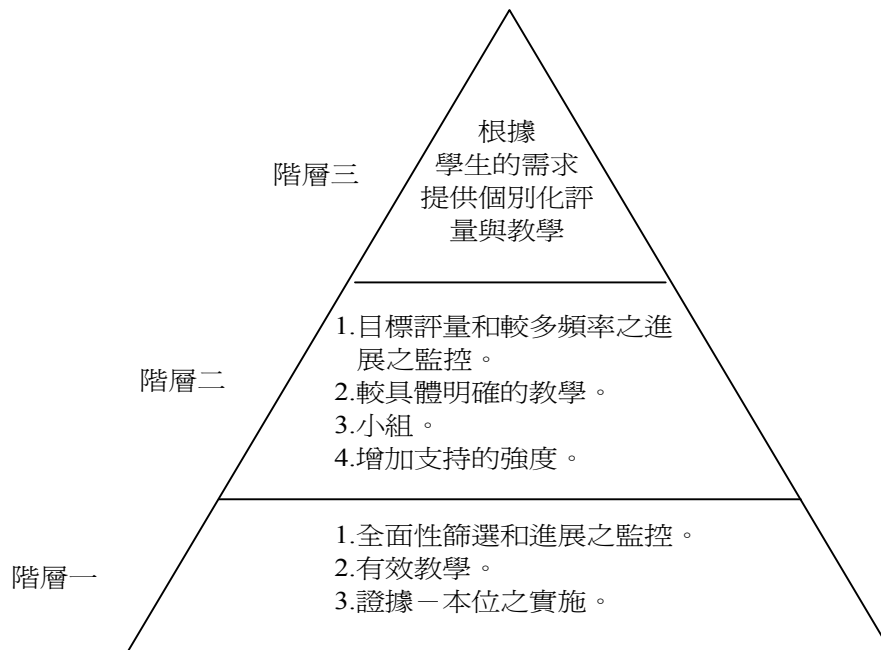 根據
學生的需求
提供個別化評
量與教學
階層三
1.目標評量和較多頻率之進
展之監控。
2.較具體明確的教學。
3.小組。
4.增加支持的強度。
階層二
1.全面性篩選和進展之監控。
2.有效教學。
3.證據－本位之實施。
階層一